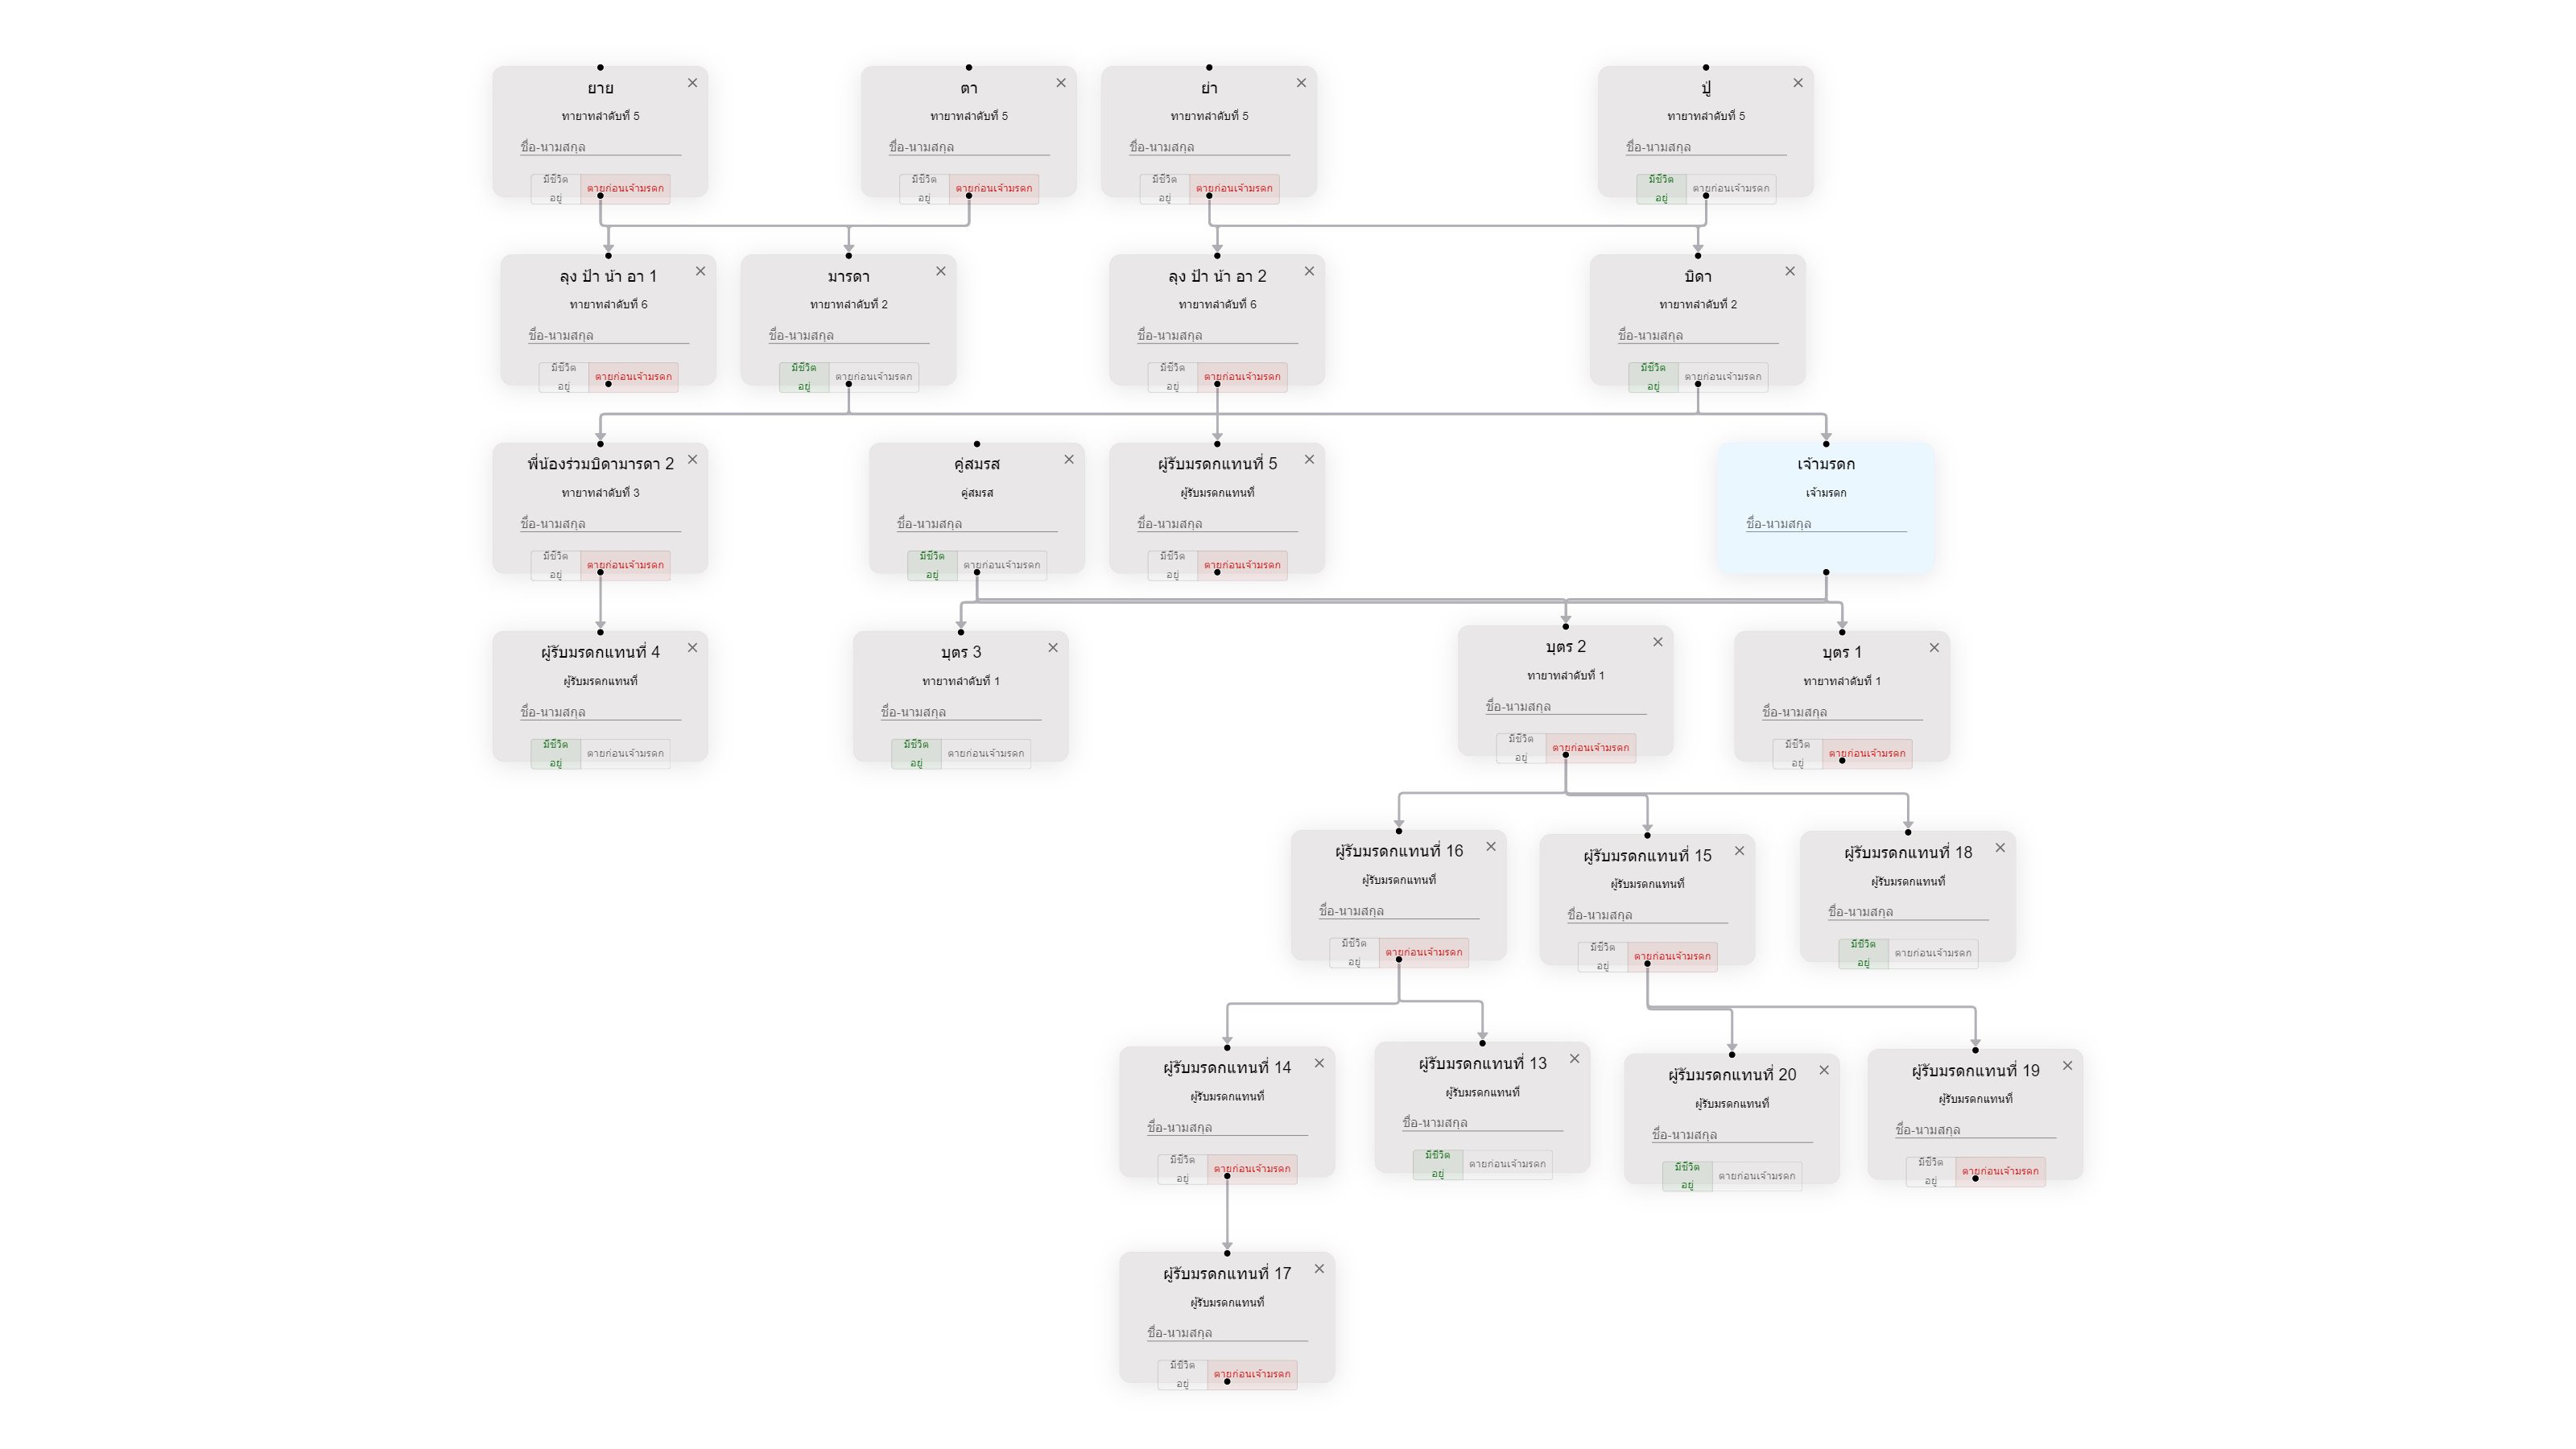 ยาย
ทายาทลำดับที่ 5
ชื่อ-นามสกุล
มีชีวิต
อยู่
ตายก่อนเจ้ามรดก
ตา
ทายาทลำดับที่ 5
ชื่อ-นามสกุล
มีชีวิต
อยู่
ตายก่อนเจ้ามรดก
ย่า
ทายาทลำดับที่ 5
ชื่อ-นามสกุล
มีชีวิต
อยู่
ตายก่อนเจ้ามรดก
ปู่
ทายาทลำดับที่ 5
ชื่อ-นามสกุล
มีชีวิต
อยู่
ตายก่อนเจ้ามรดก
ลุง ป้า น้า อา 1
ทายาทลำดับที่ 6
ชื่อ-นามสกุล
มีชีวิต
อยู่
ตายก่อนเจ้ามรดก
มารดา
ทายาทลำดับที่ 2
ชื่อ-นามสกุล
มีชีวิต
อยู่
ตายก่อนเจ้ามรดก
ลุง ป้า น้า อา 2
ทายาทลำดับที่ 6
ชื่อ-นามสกุล
มีชีวิต
อยู่
ตายก่อนเจ้ามรดก
บิดา
ทายาทลำดับที่ 2
ชื่อ-นามสกุล
มีชีวิต
อยู่
ตายก่อนเจ้ามรดก
พี่น้องร่วมบิดามารดา 2
ทายาทลำดับที่ 3
ชื่อ-นามสกุล
มีชีวิต
อยู่
ตายก่อนเจ้ามรดก
คู่สมรส
คู่สมรส
ชื่อ-นามสกุล
มีชีวิต
อยู่
ตายก่อนเจ้ามรดก
ผู้รับมรดกแทนที่ 5
ผู้รับมรดกแทนที่
ชื่อ-นามสกุล
มีชีวิต
อยู่
ตายก่อนเจ้ามรดก
เจ้ามรดก
เจ้ามรดก
ชื่อ-นามสกุล
ผู้รับมรดกแทนที่ 4
ผู้รับมรดกแทนที่
ชื่อ-นามสกุล
มีชีวิต
อยู่
ตายก่อนเจ้ามรดก
บุตร 3
ทายาทลำดับที่ 1
ชื่อ-นามสกุล
มีชีวิต
อยู่
ตายก่อนเจ้ามรดก
บุตร 2
ทายาทลำดับที่ 1
ชื่อ-นามสกุล
มีชีวิต
อยู่
ตายก่อนเจ้ามรดก
บุตร 1
ทายาทลำดับที่ 1
ชื่อ-นามสกุล
มีชีวิต
อยู่
ตายก่อนเจ้ามรดก
ผู้รับมรดกแทนที่ 16
ผู้รับมรดกแทนที่
ชื่อ-นามสกุล
มีชีวิต
อยู่
ตายก่อนเจ้ามรดก
ผู้รับมรดกแทนที่ 15
ผู้รับมรดกแทนที่
ชื่อ-นามสกุล
มีชีวิต
อยู่
ตายก่อนเจ้ามรดก
ผู้รับมรดกแทนที่ 18
ผู้รับมรดกแทนที่
ชื่อ-นามสกุล
มีชีวิต
อยู่
ตายก่อนเจ้ามรดก
ผู้รับมรดกแทนที่ 14
ผู้รับมรดกแทนที่
ชื่อ-นามสกุล
มีชีวิต
อยู่
ตายก่อนเจ้ามรดก
ผู้รับมรดกแทนที่ 13
ผู้รับมรดกแทนที่
ชื่อ-นามสกุล
มีชีวิต
อยู่
ตายก่อนเจ้ามรดก
ผู้รับมรดกแทนที่ 20
ผู้รับมรดกแทนที่
ชื่อ-นามสกุล
มีชีวิต
อยู่
ตายก่อนเจ้ามรดก
ผู้รับมรดกแทนที่ 19
ผู้รับมรดกแทนที่
ชื่อ-นามสกุล
มีชีวิต
อยู่
ตายก่อนเจ้ามรดก
ผู้รับมรดกแทนที่ 17
ผู้รับมรดกแทนที่
ชื่อ-นามสกุล
มีชีวิต
อยู่
ตายก่อนเจ้ามรดก